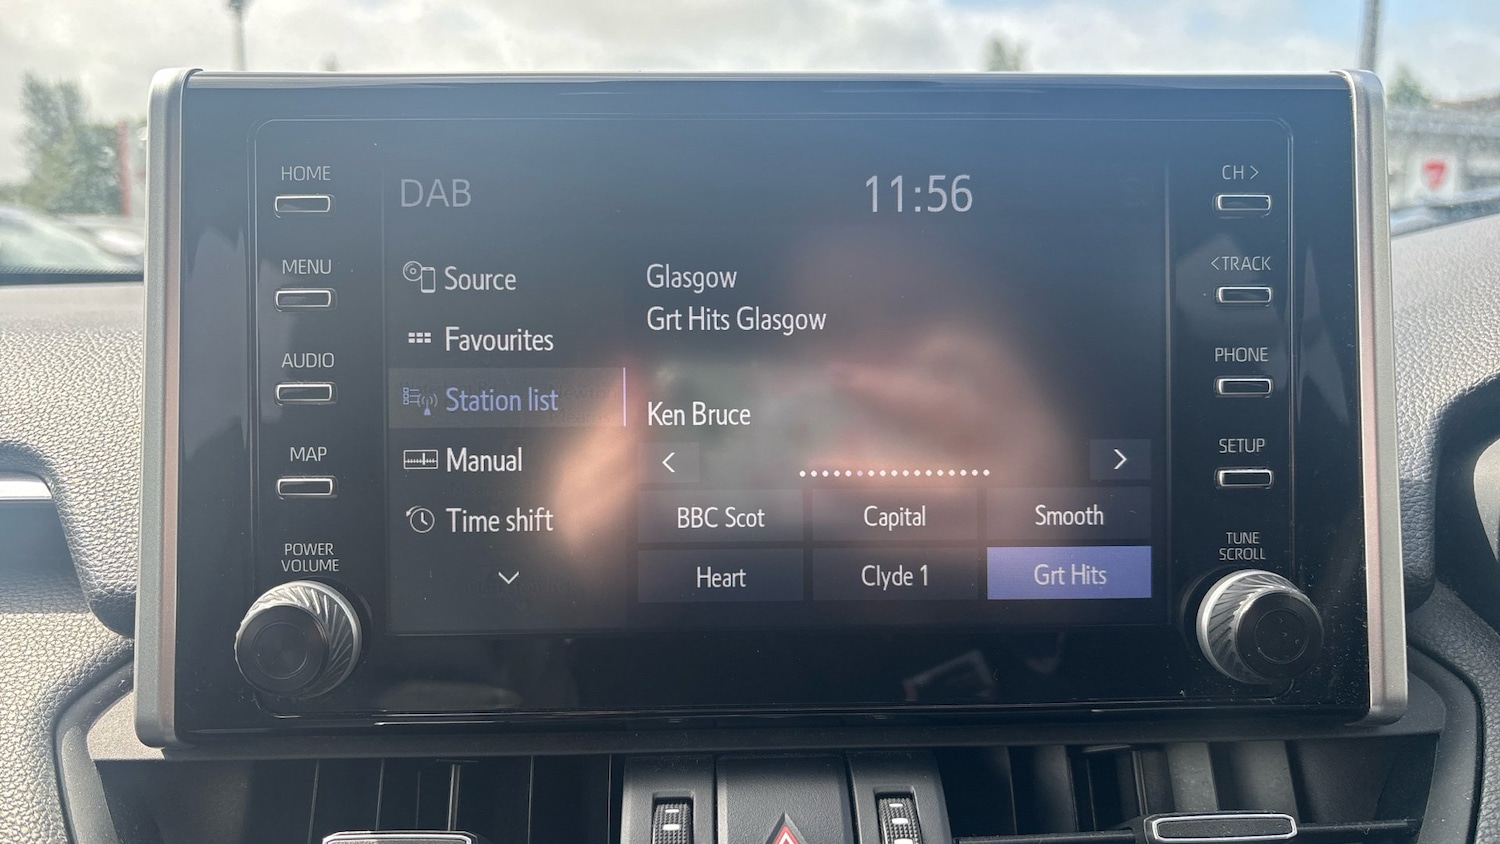 HOME
MENU
AUDIO
MAP
POWER
VOLUME
DAB
11:56
Source
Favourites
Station list
Manual
Time shift
Glasgow
Grt Hits Glasgow
Ken Bruce
<
>
BBC Scot
Capital
Smooth
Heart
Clyde 1
Grt Hits
CH >
<TRACK
PHONE
SETUP
TUNE
SCROLL